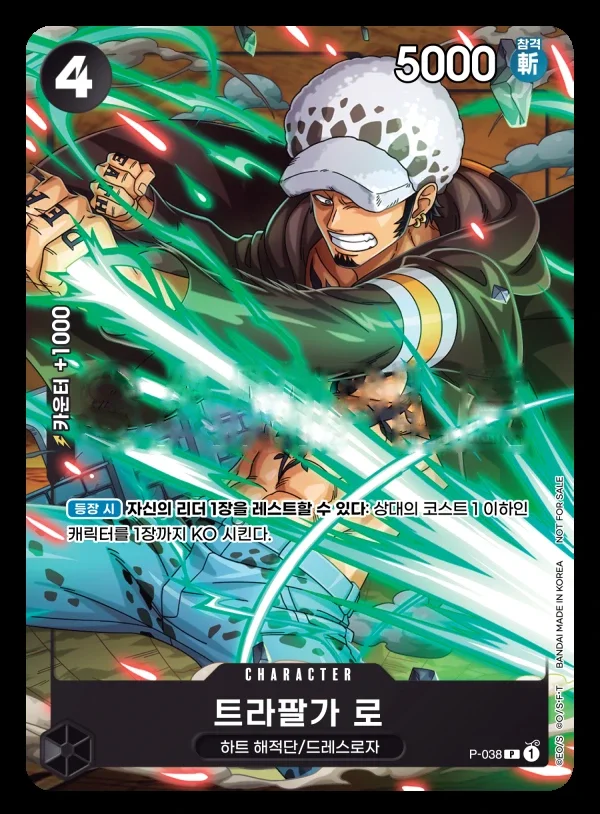 4
5000
참격
斬
DEATH
카운터 +1000
등장 시 자신의 리더 1장을 레스트할 수 있다: 상대의 코스트 1 이하인
캐릭터를 1장까지 KO 시킨다.
CHARACTER
트라팔가 로
하트 해적단/드레스로자
P-038 P 1
©EO/S ©O/S·F·T BANDAI MADE IN KOREA NOT FOR SALE